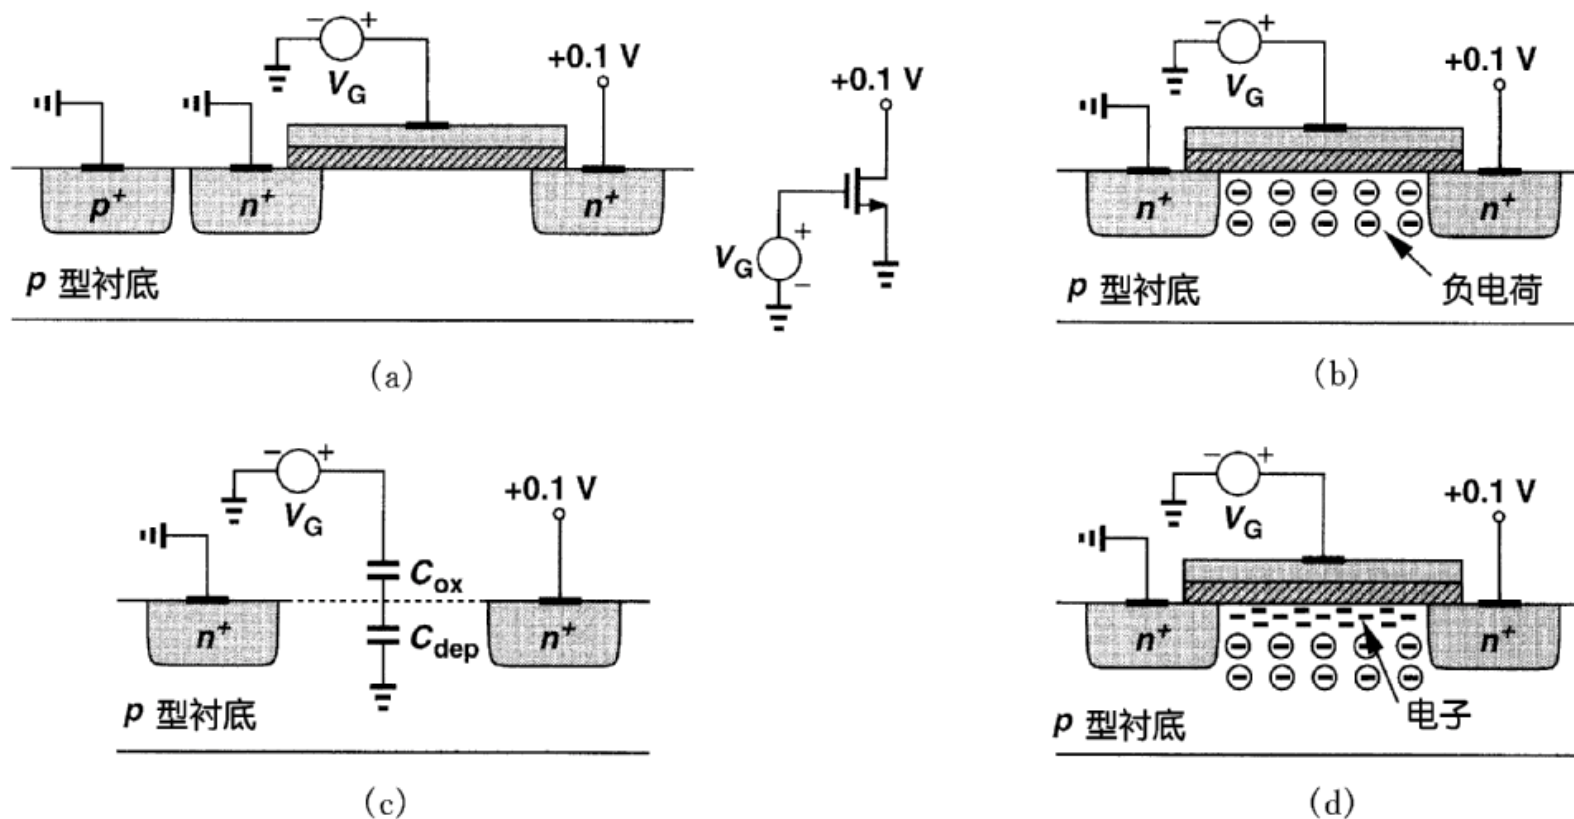 − +
V_G
+0.1 V
p⁺
n⁺
n⁺
p 型衬底
(a)
+0.1 V
V_G
+
−
− +
V_G
+0.1 V
n⁺
n⁺
p 型衬底
负电荷
(b)
− +
V_G
+0.1 V
C_ox
n⁺
C_dep
n⁺
p 型衬底
(c)
− +
V_G
+0.1 V
n⁺
n⁺
p 型衬底
电子
(d)